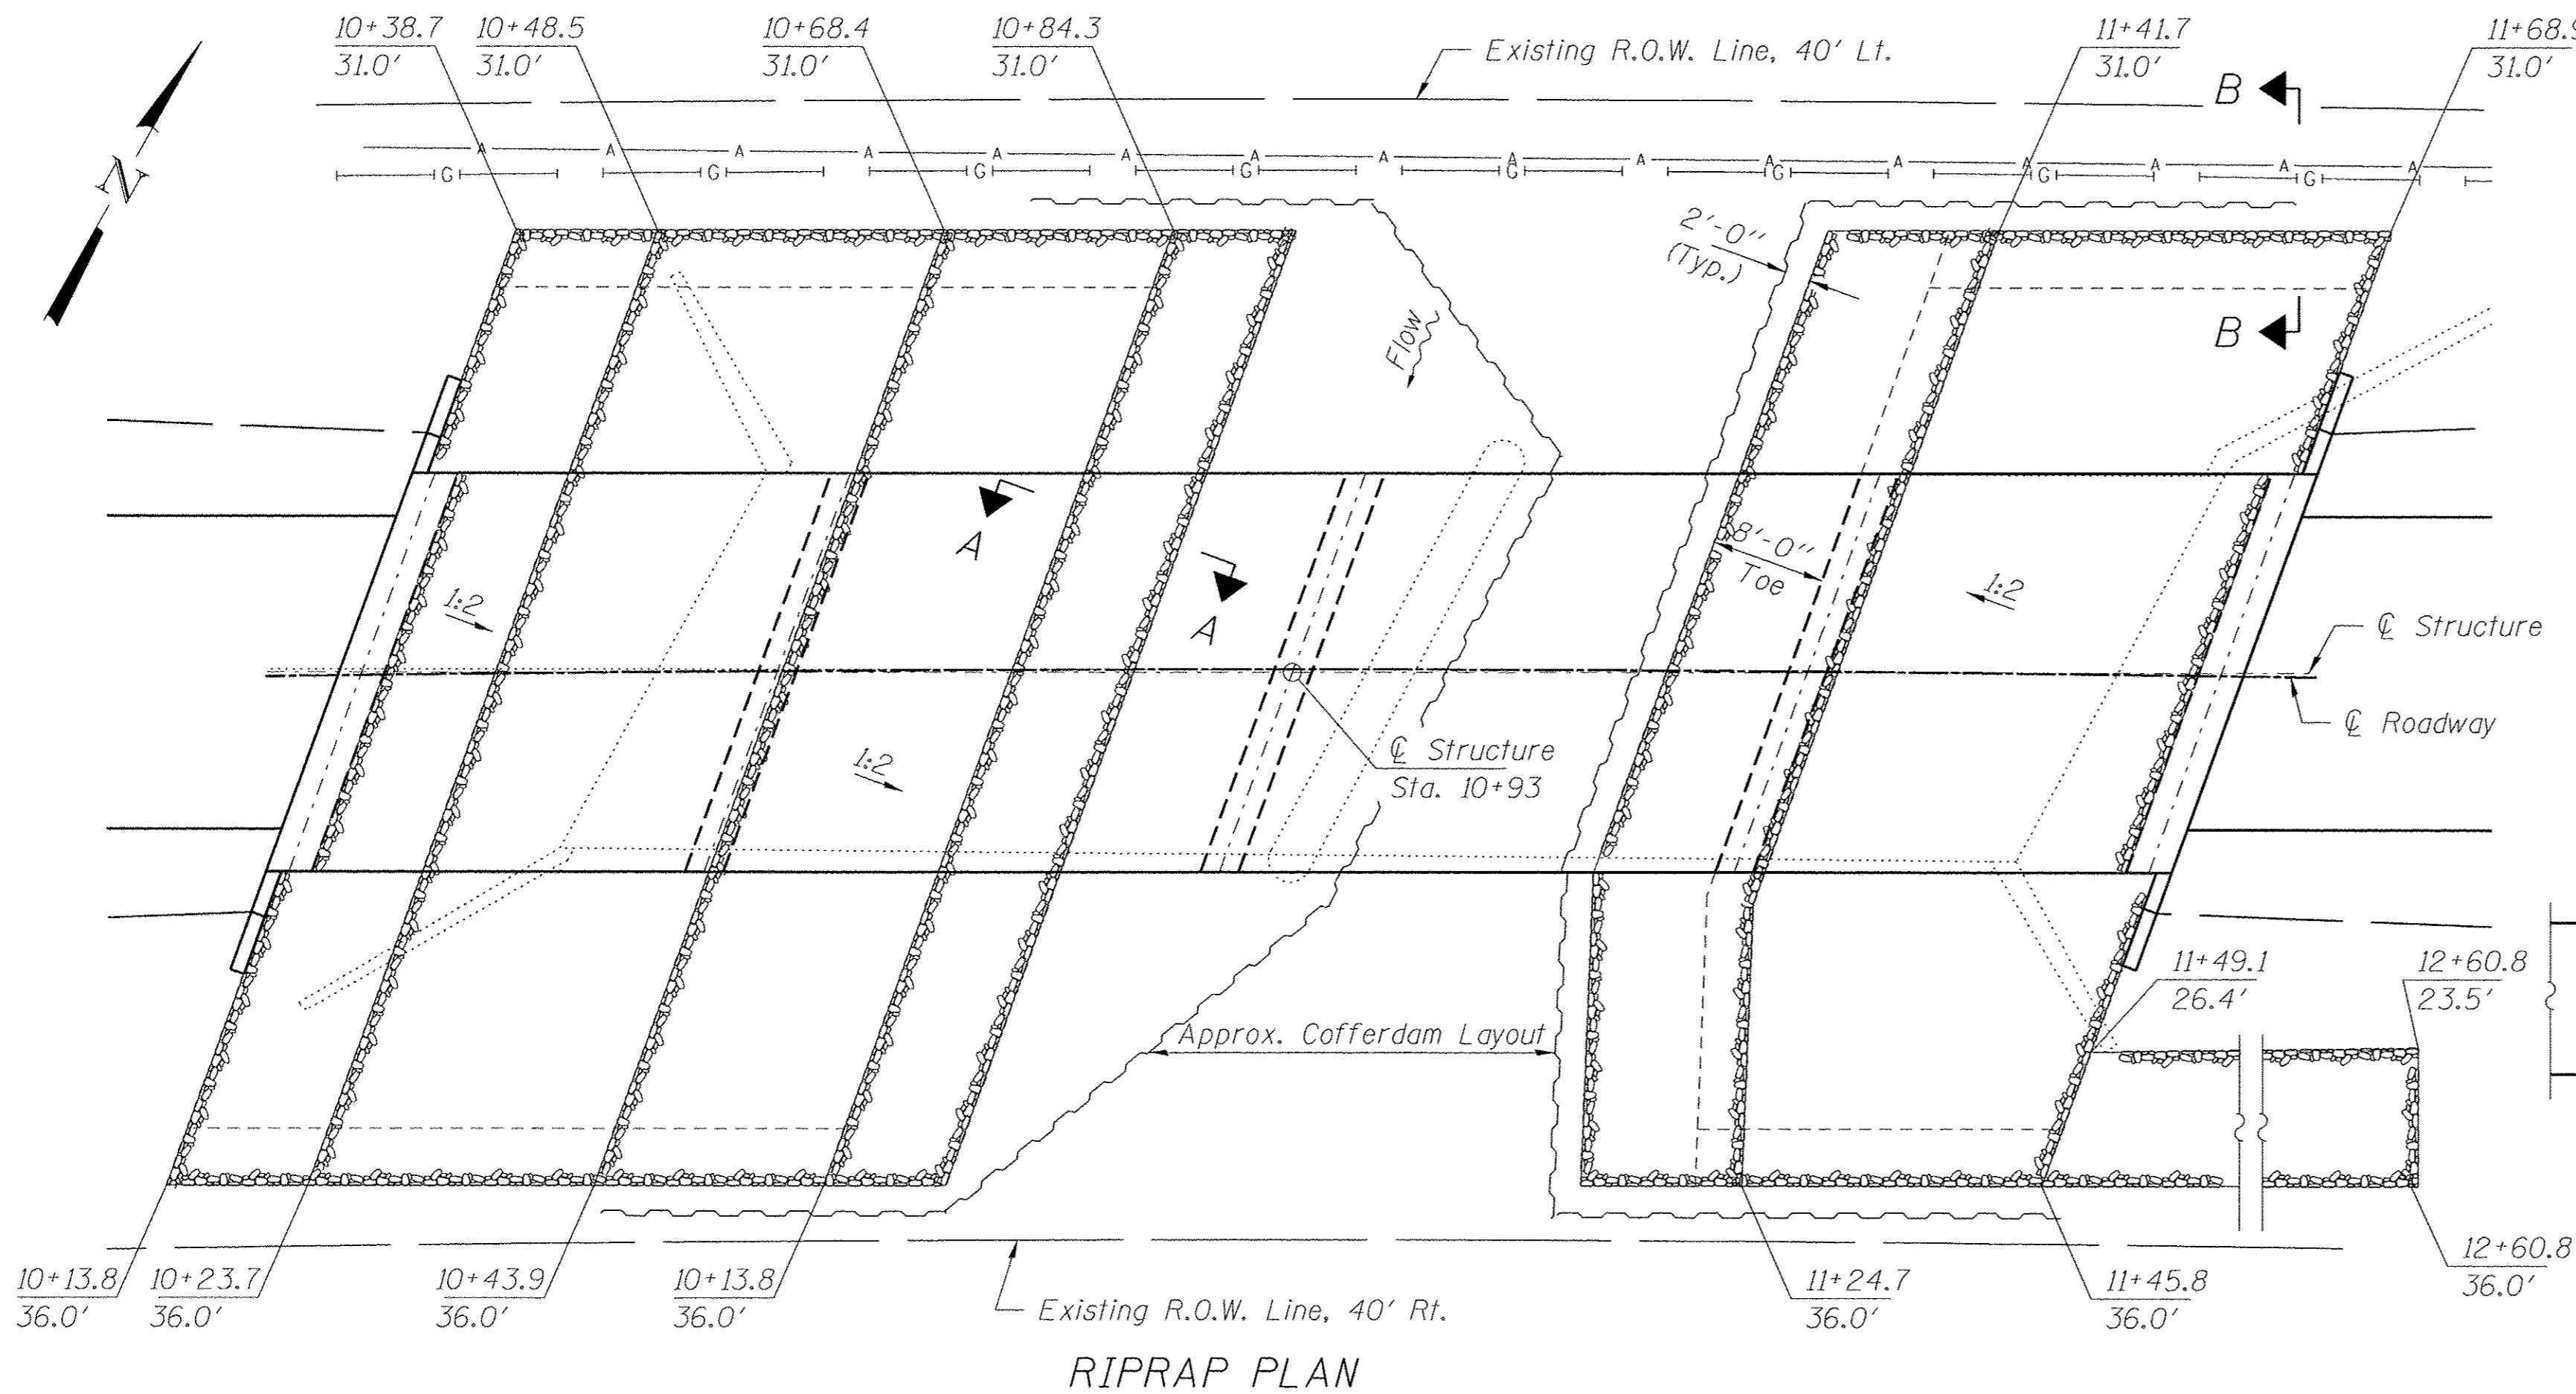 10+38.7
31.0'
10+48.5
31.0'
10+68.4
31.0'
10+84.3
31.0'
Existing R.O.W. Line, 40' Lt.
11+41.7
31.0'
11+68.9
31.0'
B
A A A A A A A A A A A A A A A A A
G G G G G G G G
N
2'-0"
(Typ.)
Flow
B
A
8'-0"
Toe
1:2
1:2
A
℄ Structure
℄ Roadway
1:2
℄ Structure
Sta. 10+93
11+49.1
26.4'
12+60.8
23.5'
Approx. Cofferdam Layout
10+13.8
36.0'
10+23.7
36.0'
10+43.9
36.0'
10+13.8
36.0'
Existing R.O.W. Line, 40' Rt.
11+24.7
36.0'
11+45.8
36.0'
12+60.8
36.0'
RIPRAP PLAN